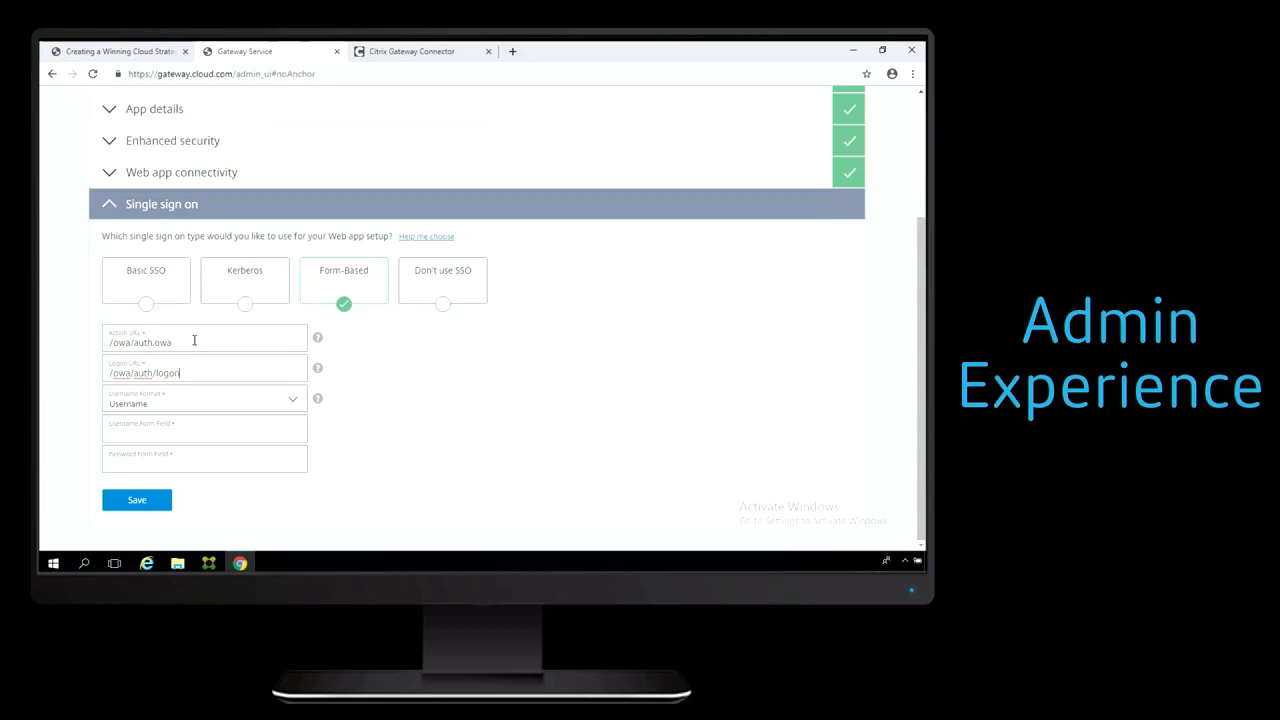 Creating a Winning Cloud Strate
Gateway Service
Citrix Gateway Connector
https://gateway.cloud.com/admin_ui#noAnchor
App details
Enhanced security
Web app connectivity
Single sign on
Which single sign on type would you like to use for your Web app setup? Help me choose
Basic SSO
Kerberos
Form-Based
Don't use SSO
Action URL *
/owa/auth.owa
Logon URL *
/owa/auth/logon
Username Format *
Username
Username Form Field *
Password Form Field *
Save
Activate Windows
Go to Settings to activate Windows.
Admin
Experience